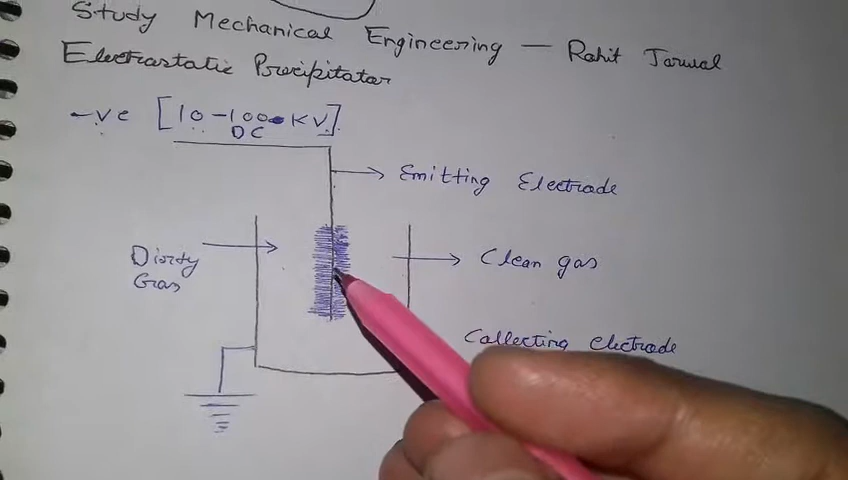 Study Mechanical Engineering — Rohit Jarwal
Electrostatic Precipitator
-ve [10-100 KV]
DC
Emitting Electrode
Dirty
Gas
Clean gas
Collecting electrode